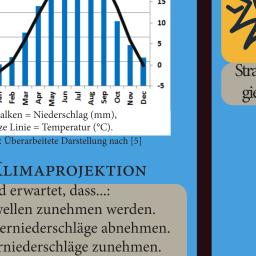 15
10
5
0
-5
Feb
Mar
Apr
May
Jun
Jul
Aug
Sep
Oct
Nov
Dec
alken = Niederschlag (mm),
ze Linie = Temperatur (°C).
: Überarbeitete Darstellung nach [5]
Stra
gie
KLIMAPROJEKTION
d erwartet, dass...:
vellen zunehmen werden.
erniederschläge abnehmen.
rniederschläge zunehmen.